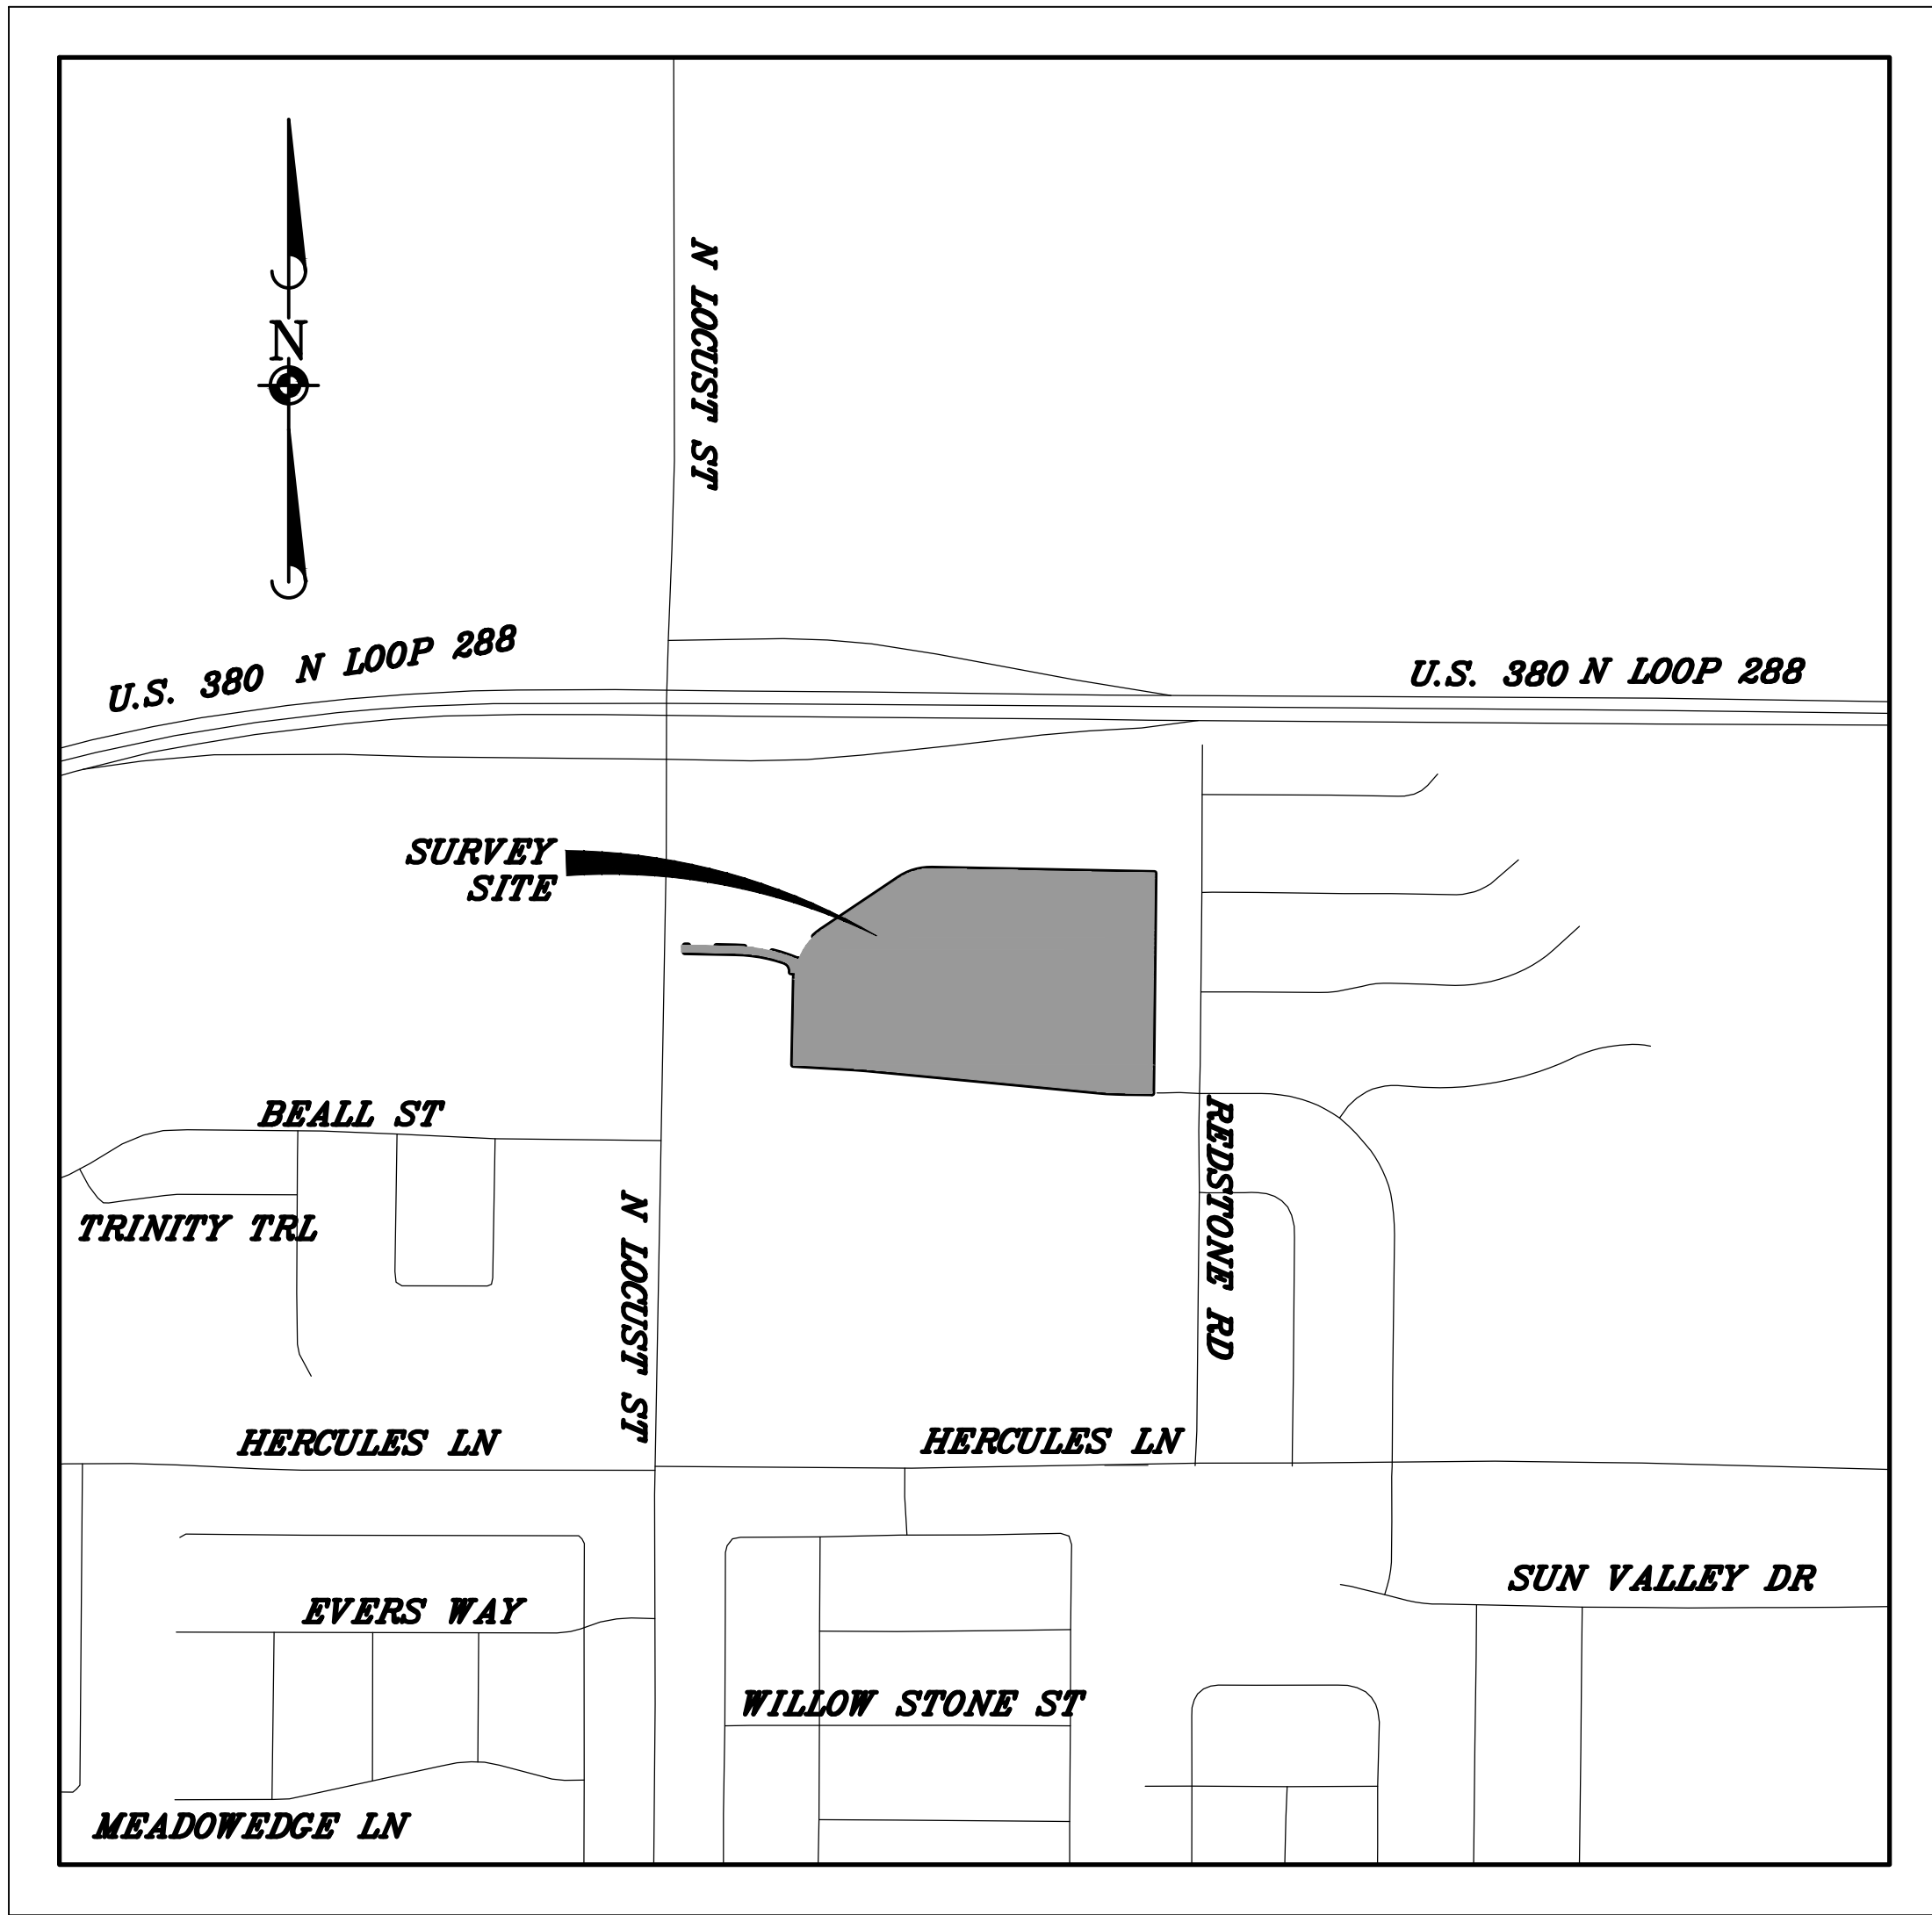 N LOCUST ST
N
U.S. 380 N LOOP 288
U.S. 380 N LOOP 288
SURVEY
SITE
BEALL ST
REDSTONE RD
TRINITY TRL
N LOCUST ST
HERCULES LN
HERCULES LN
SUN VALLEY DR
EVERS WAY
WILLOW STONE ST
MEADOWEDGE LN